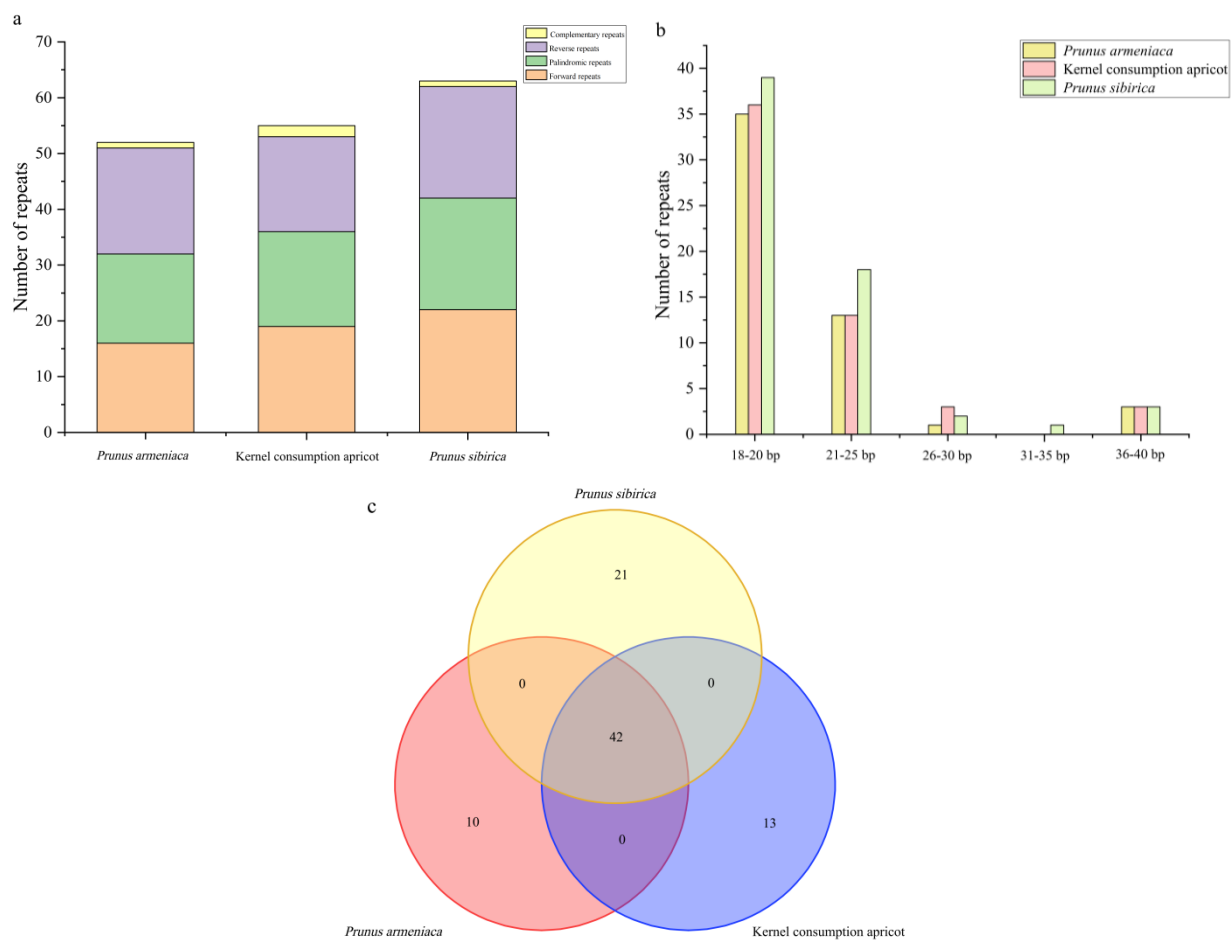 a
Number of repeats
70
60
50
40
30
20
10
0
Complementary repeats
Reverse repeats
Palindromic repeats
Forward repeats
Prunus armeniaca
Kernel consumption apricot
Prunus sibirica
b
Number of repeats
40
35
30
25
20
15
10
5
0
Prunus armeniaca
Kernel consumption apricot
Prunus sibirica
18-20 bp
21-25 bp
26-30 bp
31-35 bp
36-40 bp
c
Prunus sibirica
21
0
0
42
10
0
13
Prunus armeniaca
Kernel consumption apricot